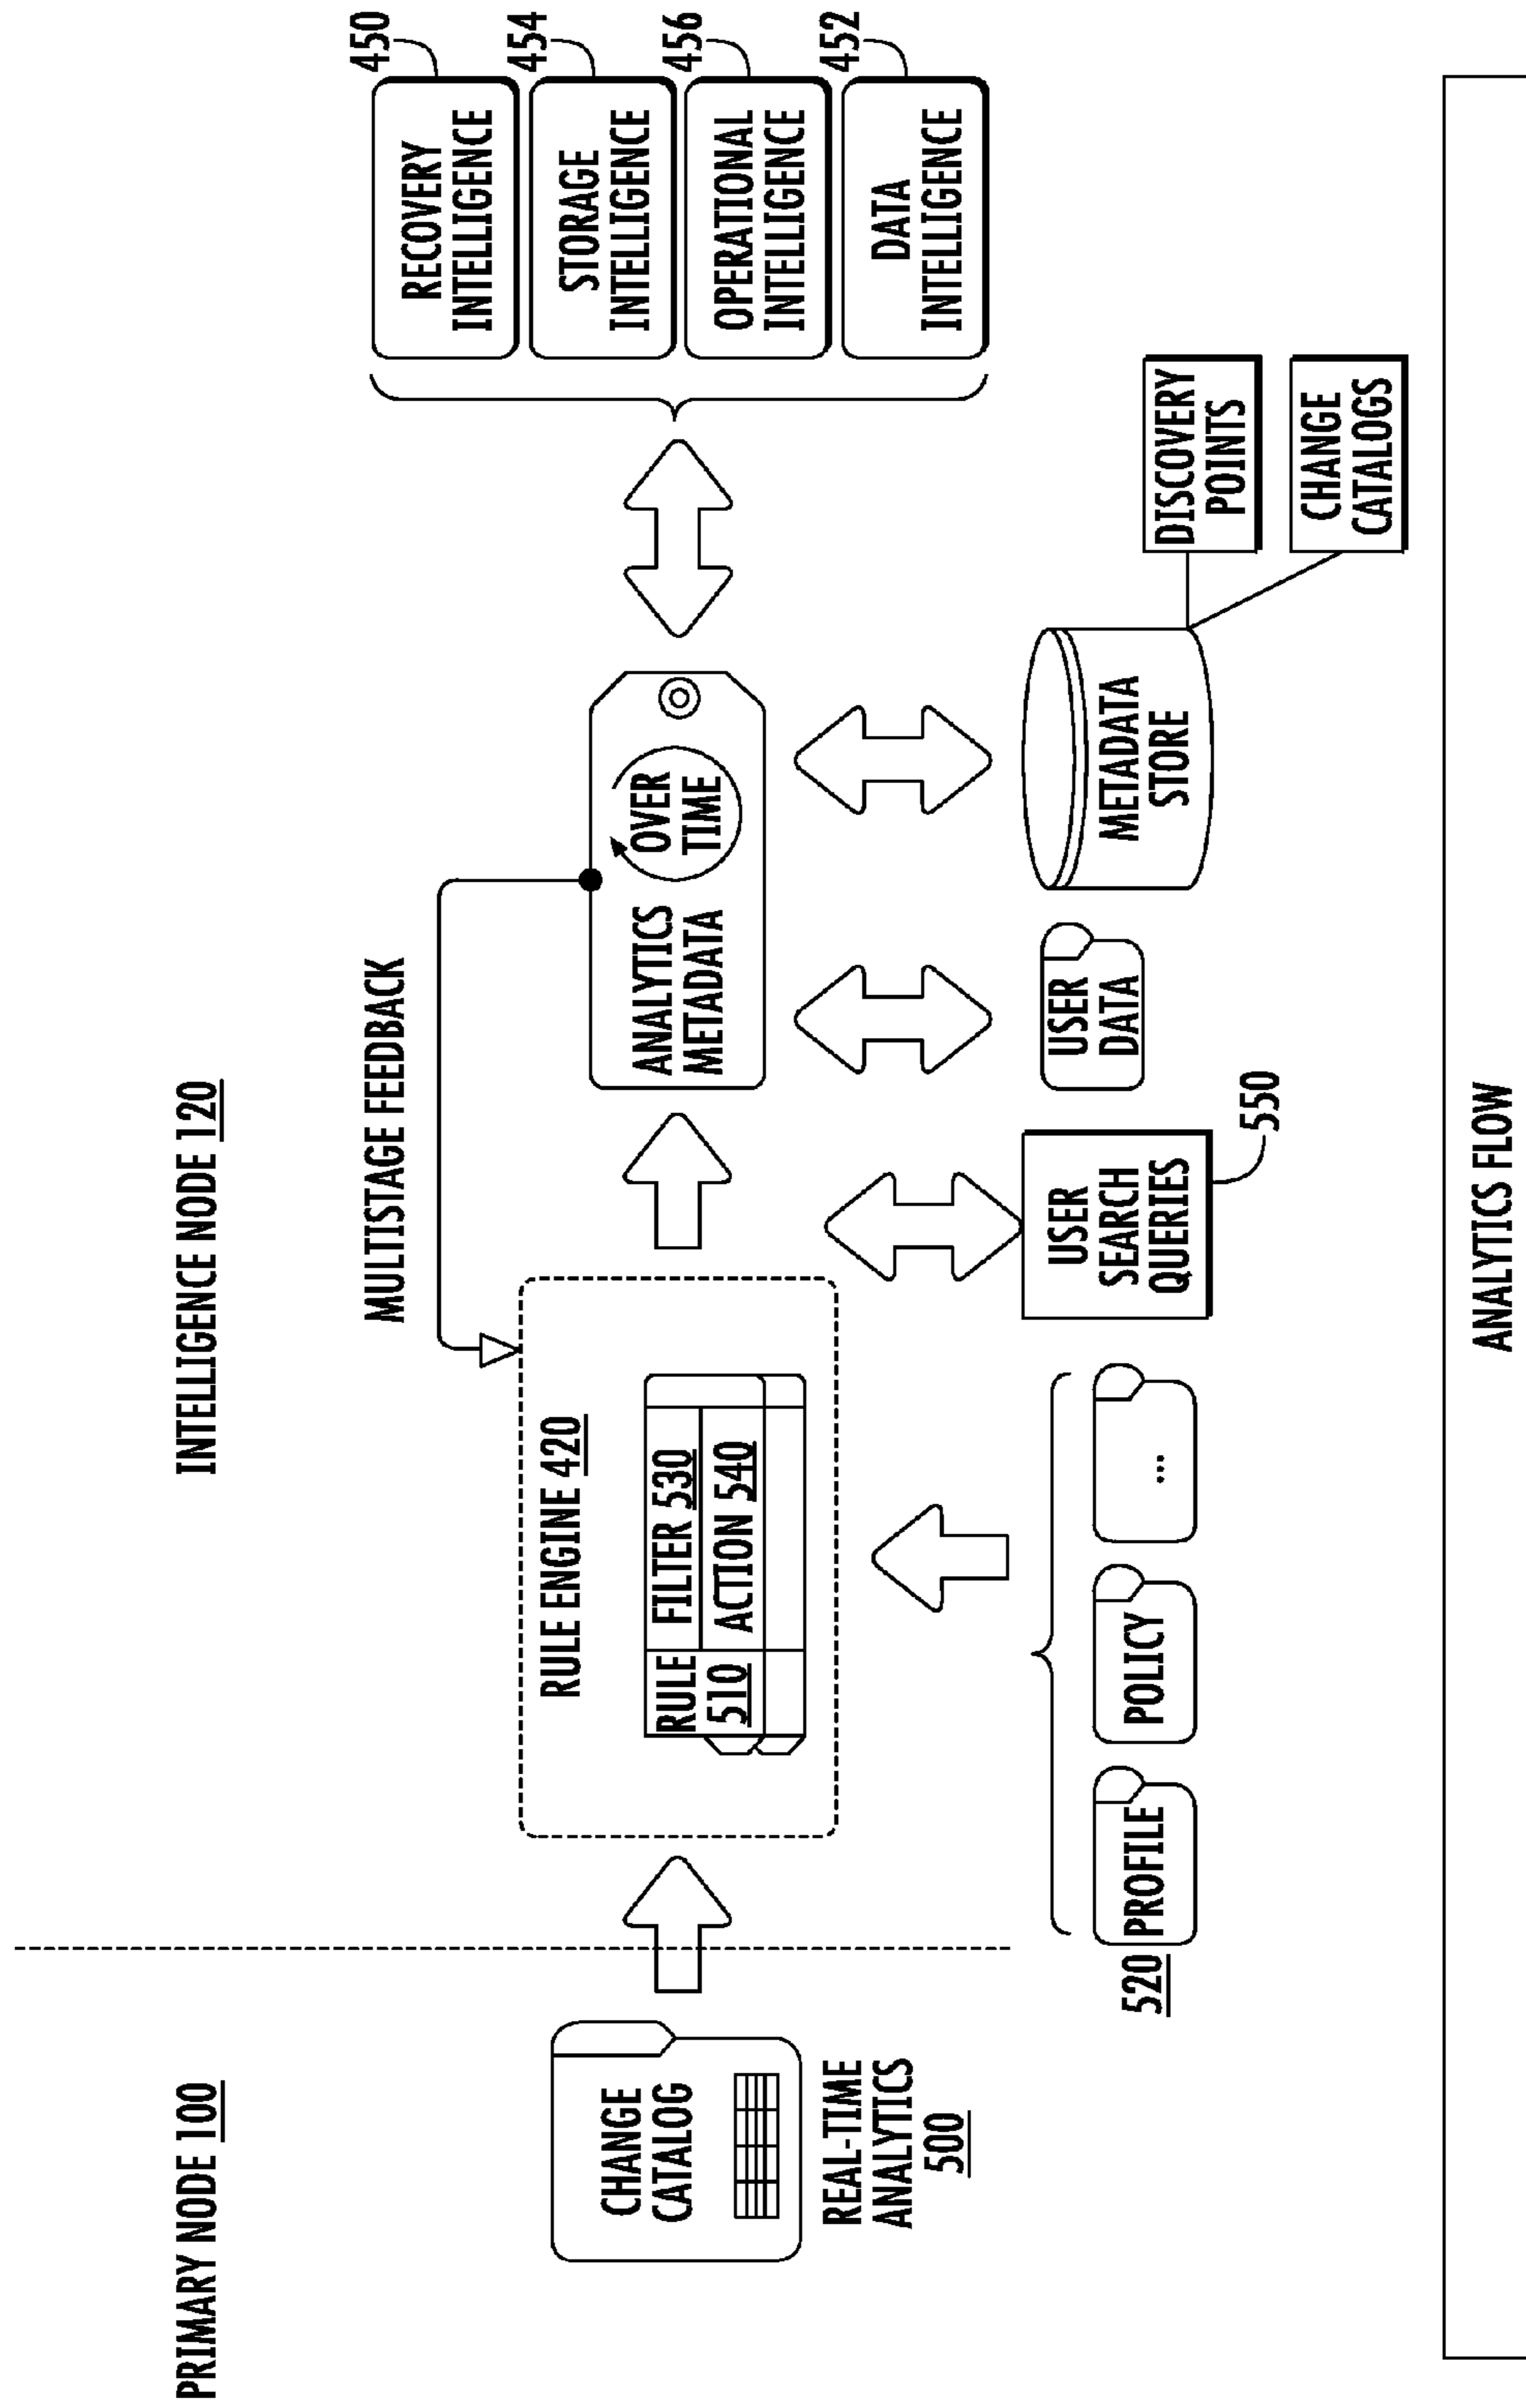 PRIMARY NODE 100
INTELLIGENCE NODE 120
MULTISTAGE FEEDBACK
CHANGE
CATALOG
REAL-TIME
ANALYTICS
500
RULE ENGINE 420
RULE
510
FILTER 530
ACTION 540
ANALYTICS
METADATA
OVER
TIME
RECOVERY
INTELLIGENCE
450
STORAGE
INTELLIGENCE
454
OPERATIONAL
INTELLIGENCE
456
DATA
INTELLIGENCE
452
520
PROFILE
POLICY
...
USER
SEARCH
QUERIES
550
USER
DATA
METADATA
STORE
DISCOVERY
POINTS
CHANGE
CATALOGS
ANALYTICS FLOW